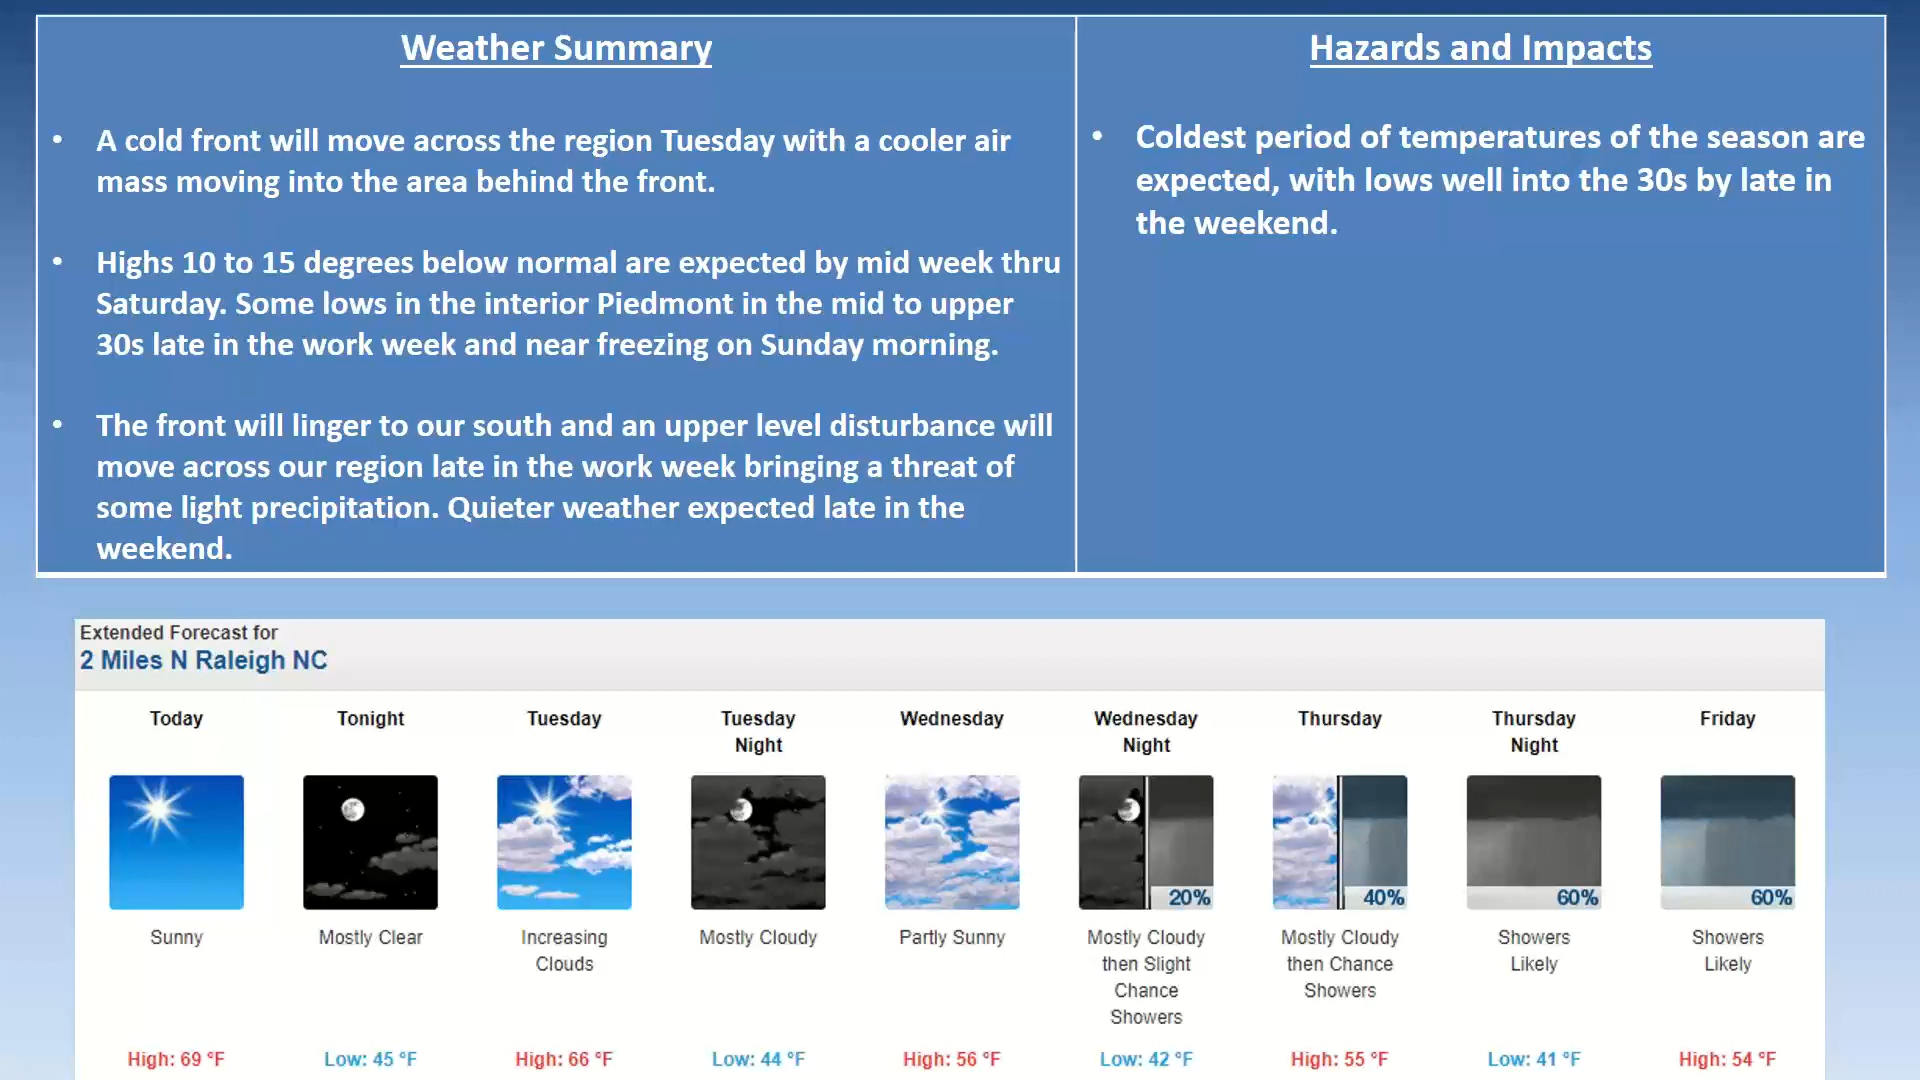 Weather Summary
• A cold front will move across the region Tuesday with a cooler air
mass moving into the area behind the front.
• Highs 10 to 15 degrees below normal are expected by mid week thru
Saturday. Some lows in the interior Piedmont in the mid to upper
30s late in the work week and near freezing on Sunday morning.
• The front will linger to our south and an upper level disturbance will
move across our region late in the work week bringing a threat of
some light precipitation. Quieter weather expected late in the
weekend.
Hazards and Impacts
• Coldest period of temperatures of the season are
expected, with lows well into the 30s by late in
the weekend.
Extended Forecast for
2 Miles N Raleigh NC
Today
Sunny
High: 69 °F
Tonight
Mostly Clear
Low: 45 °F
Tuesday
Increasing
Clouds
High: 66 °F
Tuesday
Night
Mostly Cloudy
Low: 44 °F
Wednesday
Partly Sunny
High: 56 °F
Wednesday
Night
20%
Mostly Cloudy
then Slight
Chance
Showers
Low: 42 °F
Thursday
40%
Mostly Cloudy
then Chance
Showers
High: 55 °F
Thursday
Night
60%
Showers
Likely
Low: 41 °F
Friday
60%
Showers
Likely
High: 54 °F